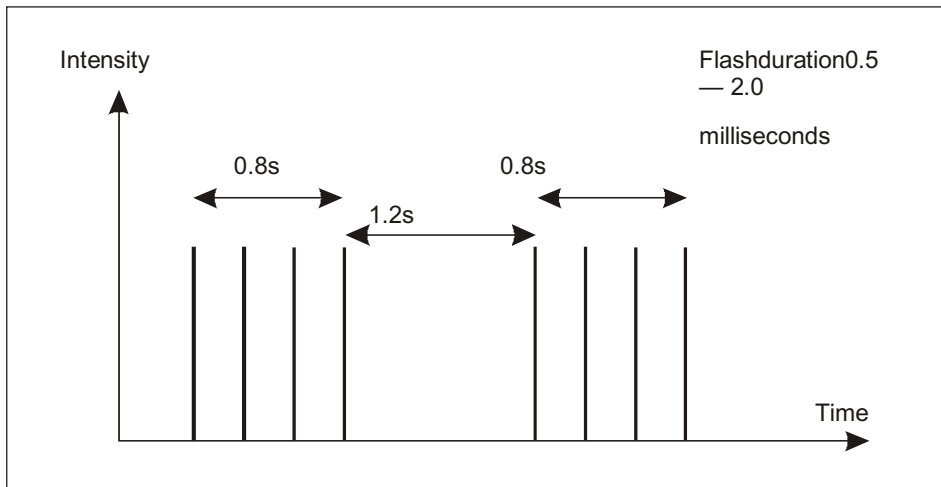 Intensity
Flashduration0.5
— 2.0
milliseconds
0.8s
0.8s
1.2s
Time